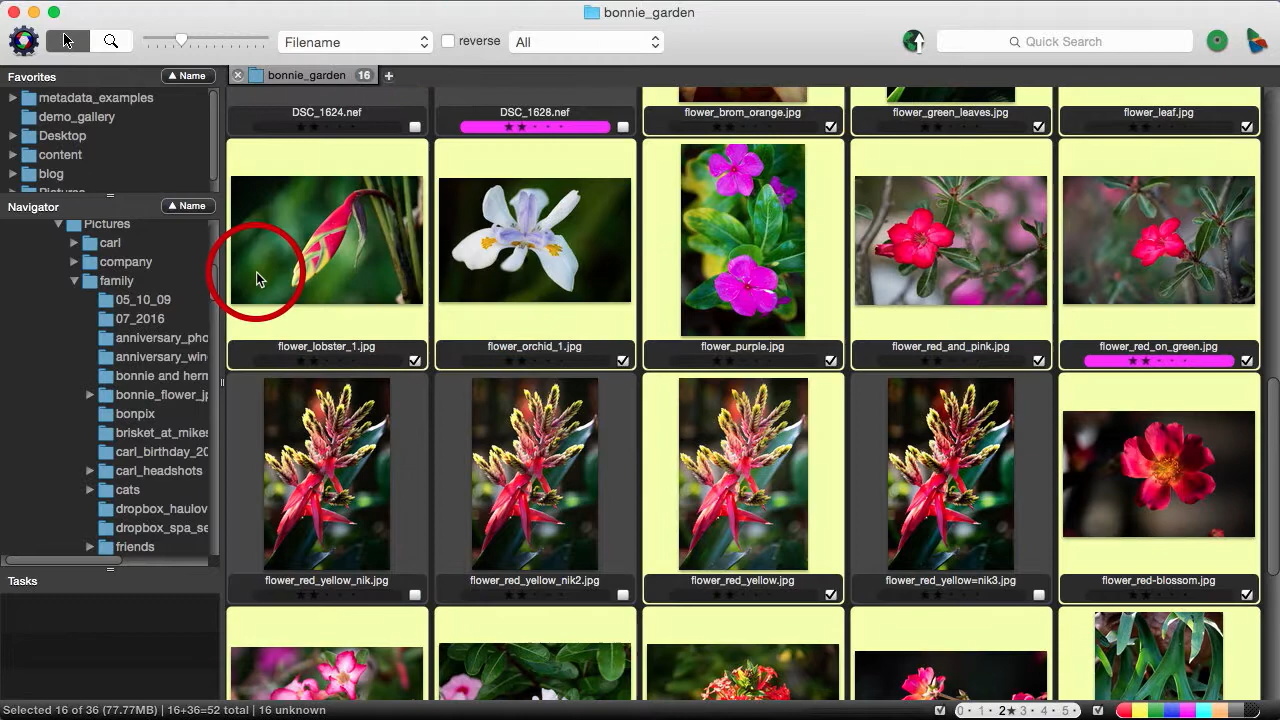 bonnie_garden
Filename
reverse
All
Quick Search
Favorites
▲ Name
metadata_examples
demo_gallery
Desktop
content
blog
Navigator
▲ Name
Pictures
carl
company
family
05_10_09
07_2016
anniversary_pho
anniversary_win
bonnie and herm
bonnie_flower_jp
bonpix
brisket_at_mikes
carl_birthday_20
carl_headshots
cats
dropbox_haulov
dropbox_spa_se
friends
Tasks
bonnie_garden 16 +
DSC_1624.nef
DSC_1628.nef
flower_brom_orange.jpg
flower_green_leaves.jpg
flower_leaf.jpg
flower_lobster_1.jpg
flower_orchid_1.jpg
flower_purple.jpg
flower_red_and_pink.jpg
flower_red_on_green.jpg
flower_red_yellow_nik.jpg
flower_red_yellow_nik2.jpg
flower_red_yellow.jpg
flower_red_yellow=nik3.jpg
flower_red-blossom.jpg
Selected 16 of 36 (77.77MB) | 16+36=52 total | 16 unknown
0 · 1 · 2★ 3 · 4 · 5 ·